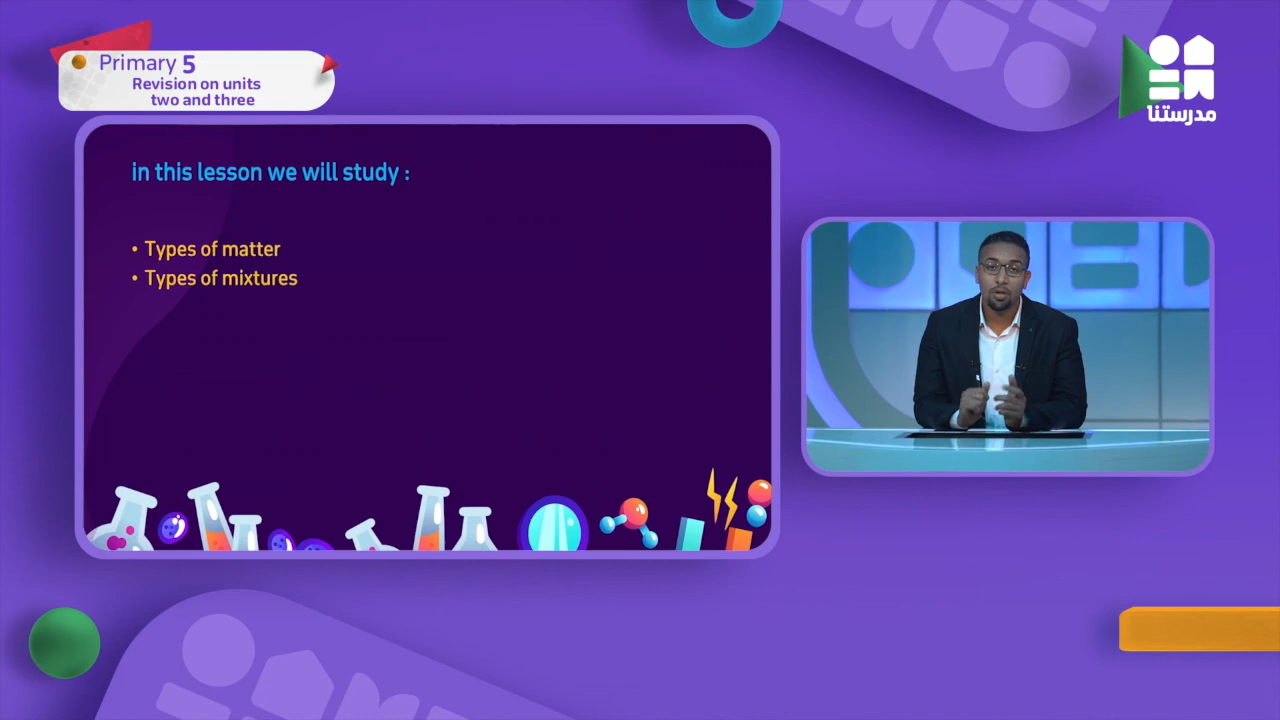 Primary 5
Revision on units
two and three
مدرستنا
in this lesson we will study :
• Types of matter
• Types of mixtures